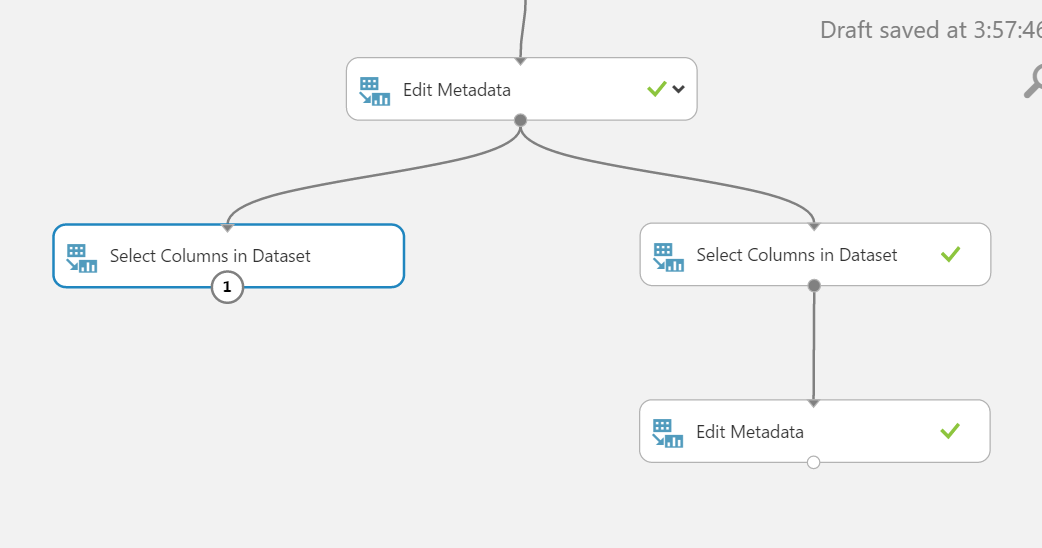 Draft saved at 3:57:46
Edit Metadata
Select Columns in Dataset
Select Columns in Dataset
1
Edit Metadata